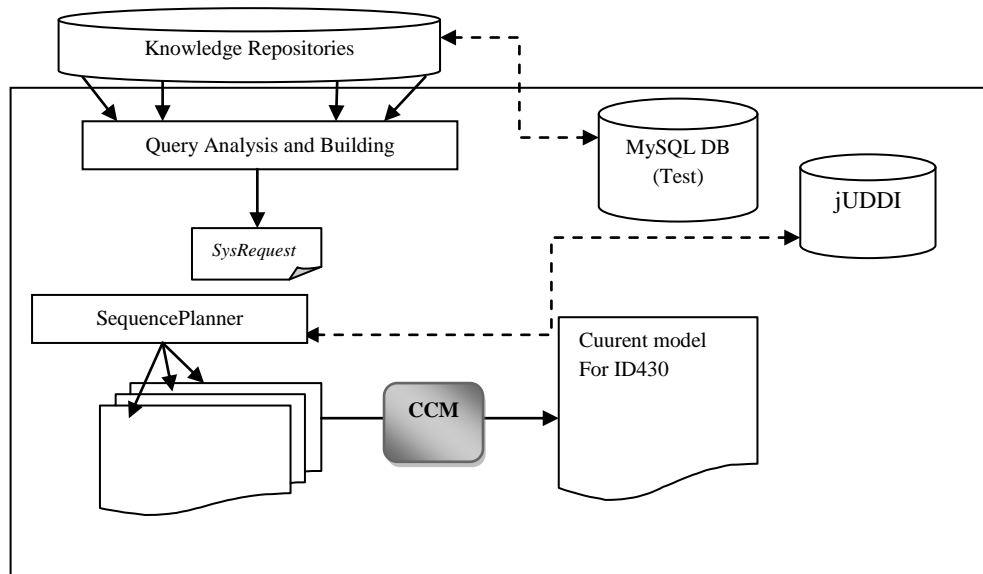 Knowledge Repositories
Query Analysis and Building
MySQL DB
(Test)
jUDDI
SysRequest
SequencePlanner
Cuurent model
For ID430
CCM